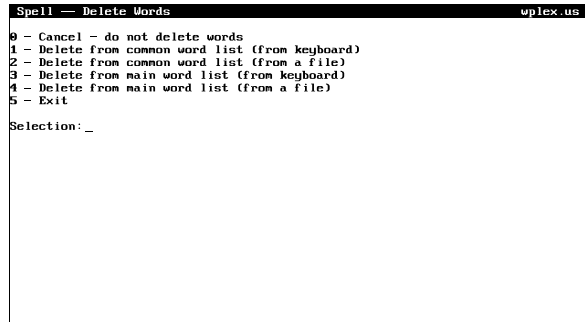 Spell — Delete Words wplex.us
0 – Cancel – do not delete words
1 – Delete from common word list (from keyboard)
2 – Delete from common word list (from a file)
3 – Delete from main word list (from keyboard)
4 – Delete from main word list (from a file)
5 – Exit
Selection:_